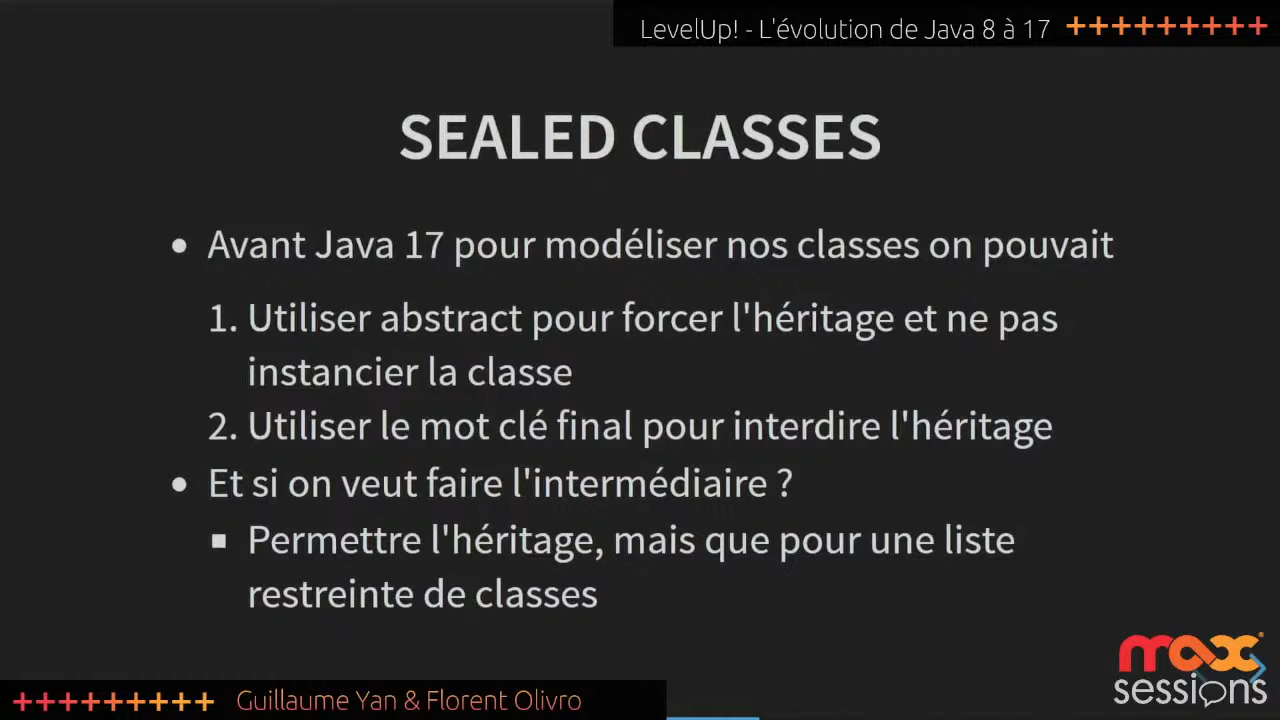 LevelUp! - L'évolution de Java 8 à 17
SEALED CLASSES
• Avant Java 17 pour modéliser nos classes on pouvait
1. Utiliser abstract pour forcer l'héritage et ne pas
instancier la classe
2. Utiliser le mot clé final pour interdire l'héritage
• Et si on veut faire l'intermédiaire ?
▪ Permettre l'héritage, mais que pour une liste
restreinte de classes
max
sessions
Guillaume Yan & Florent Olivro